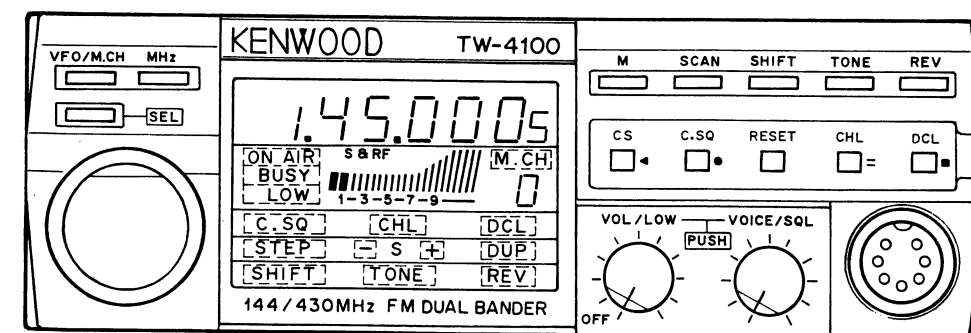 VFO/M.CH MHz
SEL
KENWOOD TW-4100
1.45.000s
ON AIR S&RF M.CH
BUSY
LOW 1-3-5-7-9 0
C.SQ CHL DCL
STEP - S + DUP
SHIFT TONE REV
144/430MHz FM DUAL BANDER
M SCAN SHIFT TONE REV
CS C.SQ RESET CHL DCL
VOL/LOW VOICE/SQL
PUSH
OFF